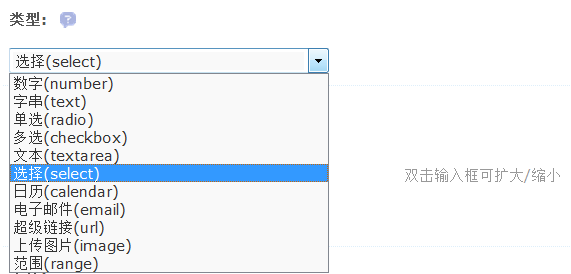 类型:
选择(select)
数字(number)
字串(text)
单选(radio)
多选(checkbox)
文本(textarea)
选择(select)
双击输入框可扩大/缩小
日历(calendar)
电子邮件(email)
超级链接(url)
上传图片(image)
范围(range)